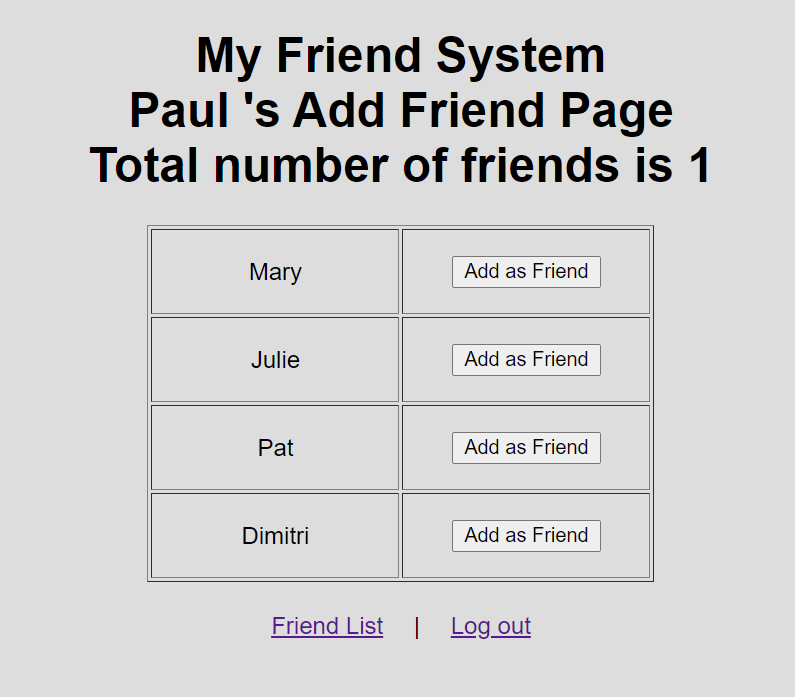 My Friend System
Paul 's Add Friend Page
Total number of friends is 1
Mary Add as Friend
Julie Add as Friend
Pat Add as Friend
Dimitri Add as Friend
Friend List | Log out